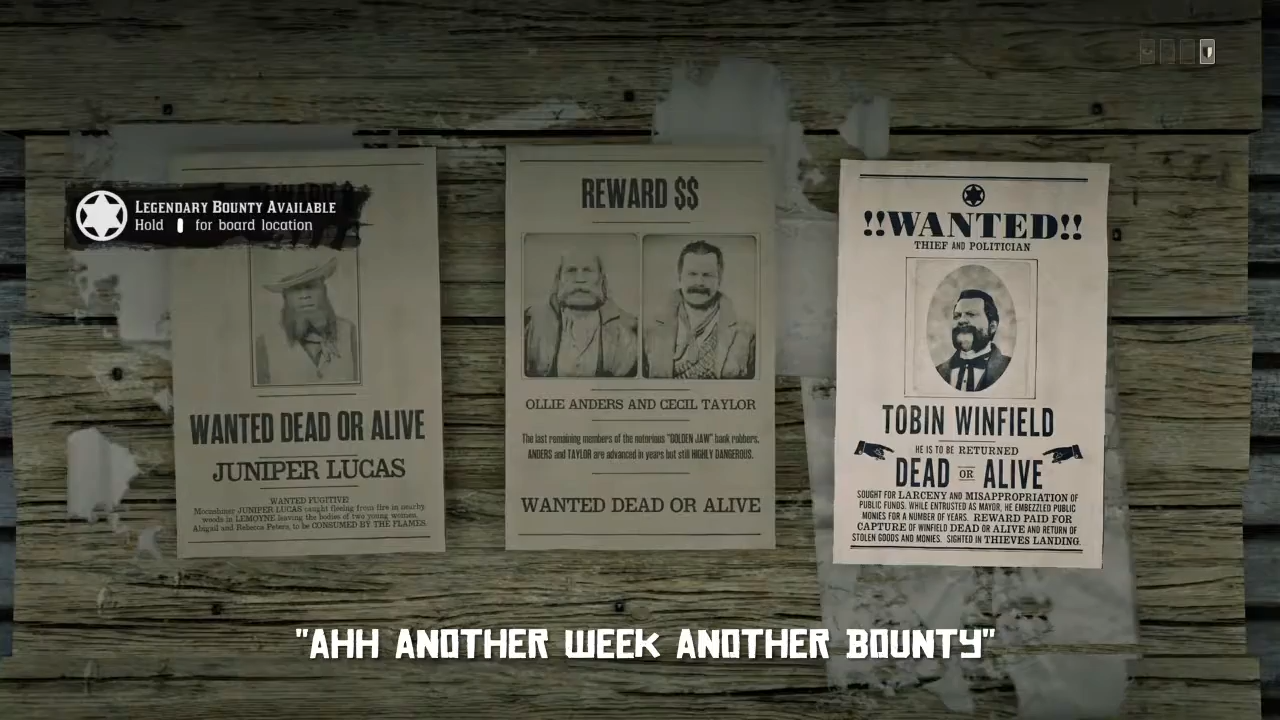 LEGENDARY BOUNTY AVAILABLE
Hold for board location
WANTED DEAD OR ALIVE
JUNIPER LUCAS
WANTED FUGITIVE!
Moonshiner JUNIPER LUCAS caught fleeing from fire in nearby
woods in LEMOYNE leaving the bodies of two young women,
Abigail and Rebecca Peters, to be CONSUMED BY THE FLAMES.
REWARD $$
OLLIE ANDERS AND CECIL TAYLOR
The last remaining members of the notorious "GOLDEN JAW" bank robbers.
ANDERS and TAYLOR are advanced in years but still HIGHLY DANGEROUS.
WANTED DEAD OR ALIVE
!!WANTED!!
THIEF AND POLITICIAN
TOBIN WINFIELD
HE IS TO BE RETURNED
DEAD OR ALIVE
SOUGHT FOR LARCENY AND MISAPPROPRIATION OF
PUBLIC FUNDS. WHILE ENTRUSTED AS MAYOR, HE EMBEZZLED PUBLIC
MONIES FOR A NUMBER OF YEARS. REWARD PAID FOR
CAPTURE OF WINFIELD DEAD OR ALIVE AND RETURN OF
STOLEN GOODS AND MONIES. SIGHTED IN THIEVES LANDING.
"AHH ANOTHER WEEK ANOTHER BOUNTY"